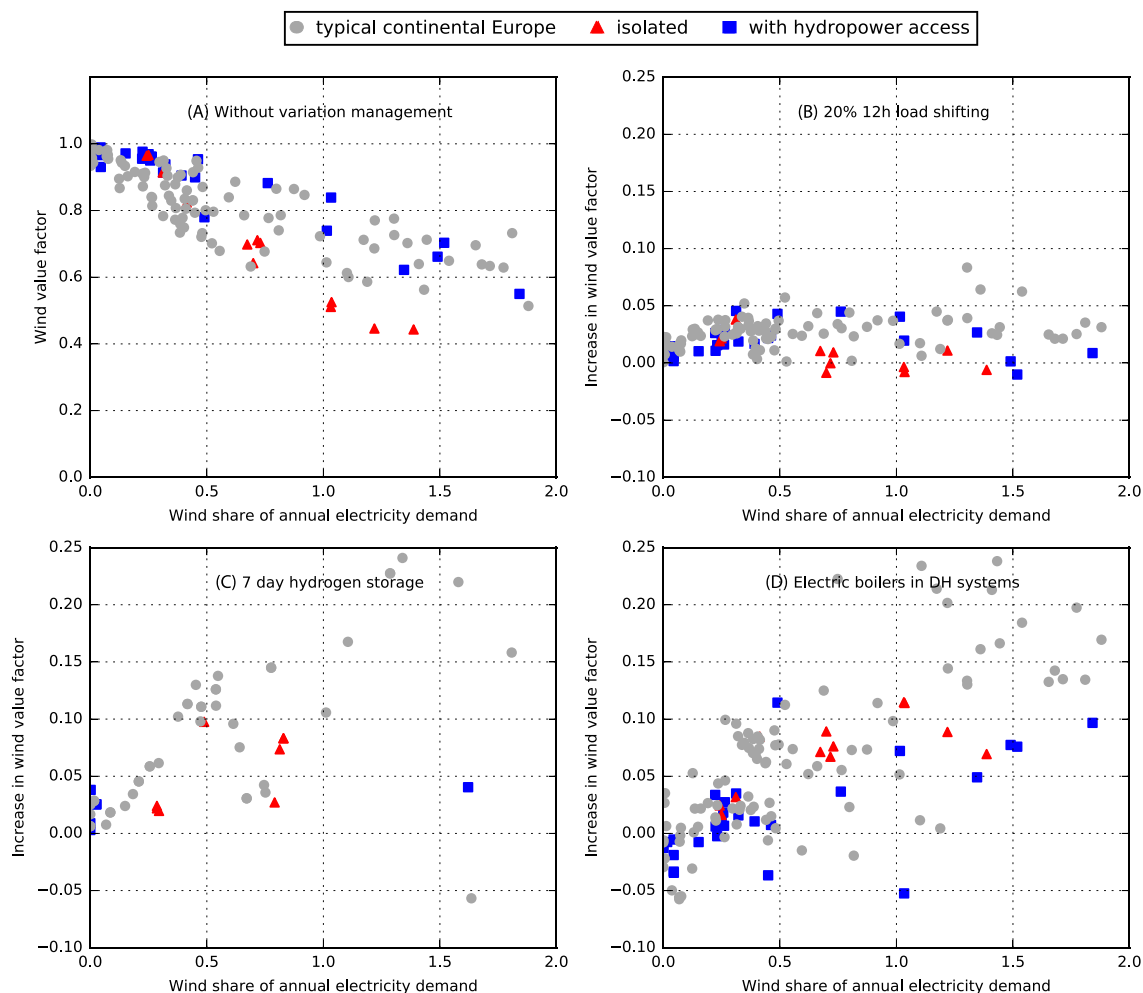 typical continental Europe isolated with hydropower access
(A) Without variation management
1.0
0.8
0.6
0.4
0.2
0.0
Wind value factor
0.0 0.5 1.0 1.5 2.0
Wind share of annual electricity demand
(B) 20% 12h load shifting
0.25
0.20
0.15
0.10
0.05
0.00
−0.05
−0.10
Increase in wind value factor
0.0 0.5 1.0 1.5 2.0
Wind share of annual electricity demand
(C) 7 day hydrogen storage
0.25
0.20
0.15
0.10
0.05
0.00
−0.05
−0.10
Increase in wind value factor
0.0 0.5 1.0 1.5 2.0
Wind share of annual electricity demand
(D) Electric boilers in DH systems
0.25
0.20
0.15
0.10
0.05
0.00
−0.05
−0.10
Increase in wind value factor
0.0 0.5 1.0 1.5 2.0
Wind share of annual electricity demand